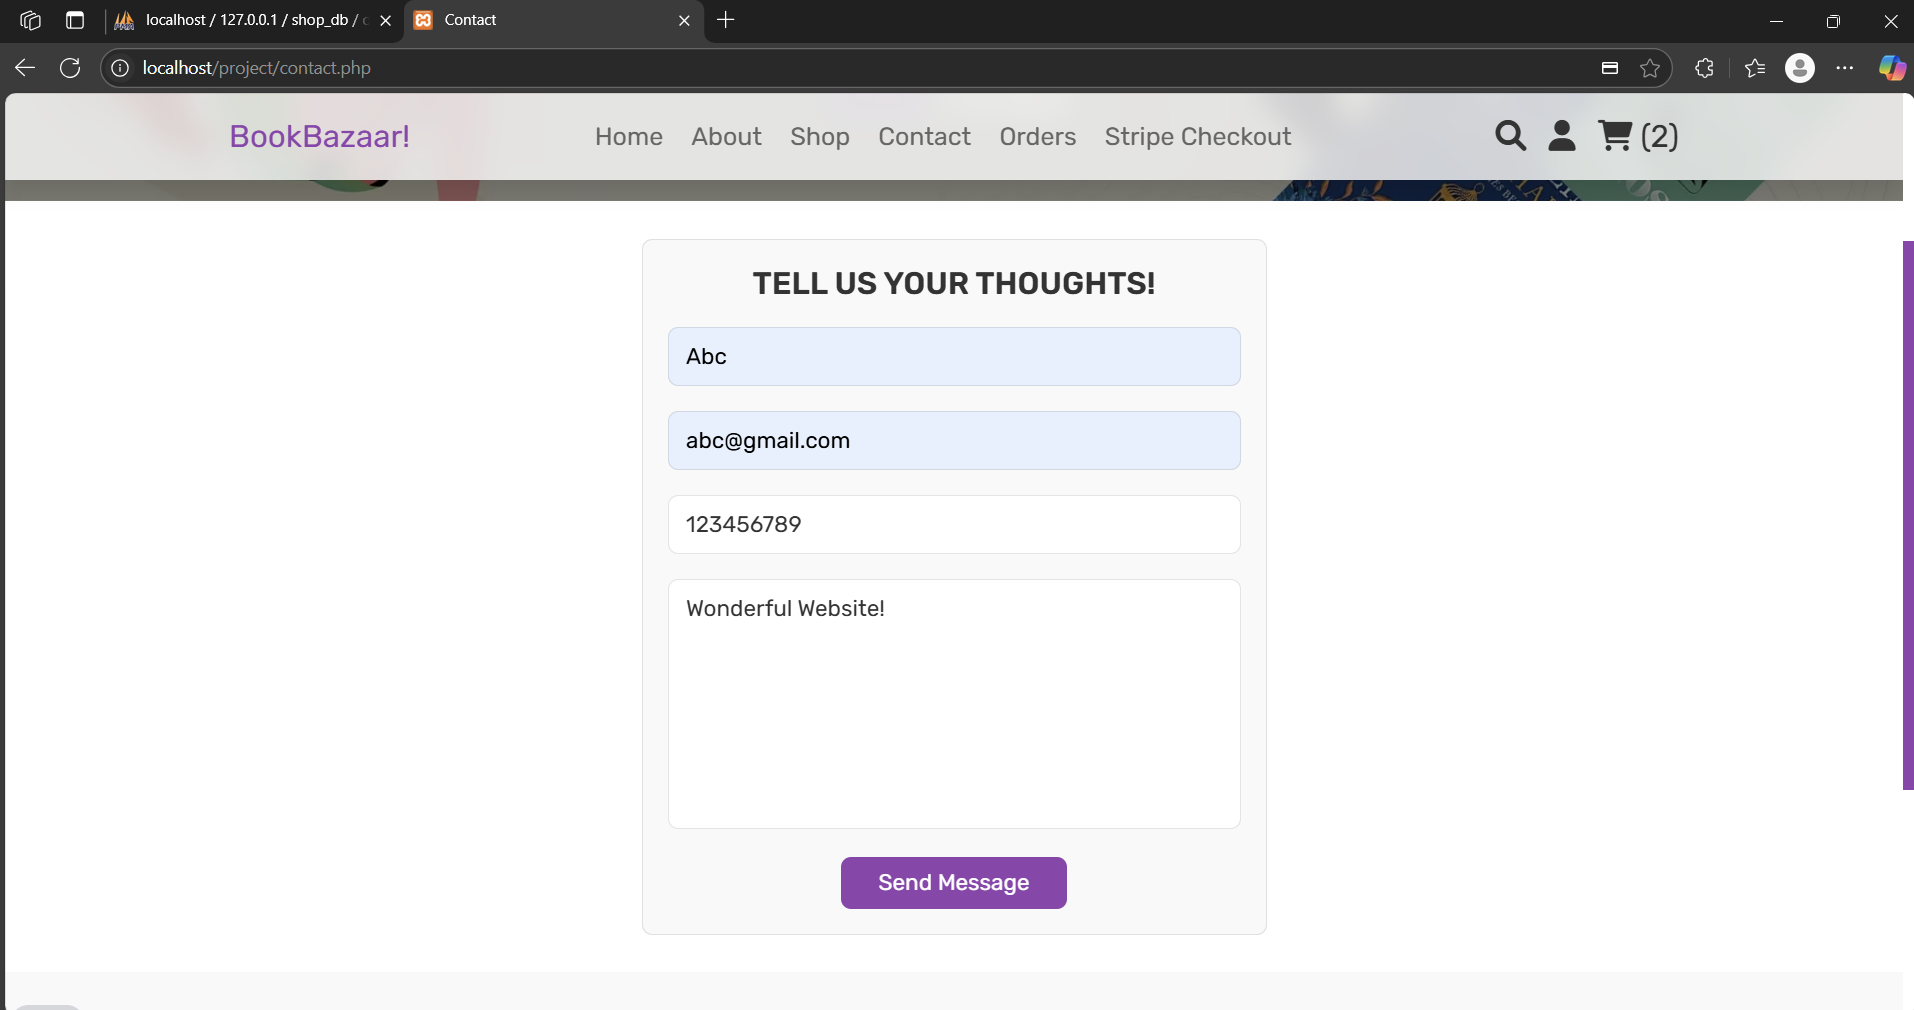 localhost / 127.0.0.1 / shop_db /
Contact
localhost/project/contact.php
BookBazaar!
Home About Shop Contact Orders Stripe Checkout
(2)
TELL US YOUR THOUGHTS!
Abc
abc@gmail.com
123456789
Wonderful Website!
Send Message